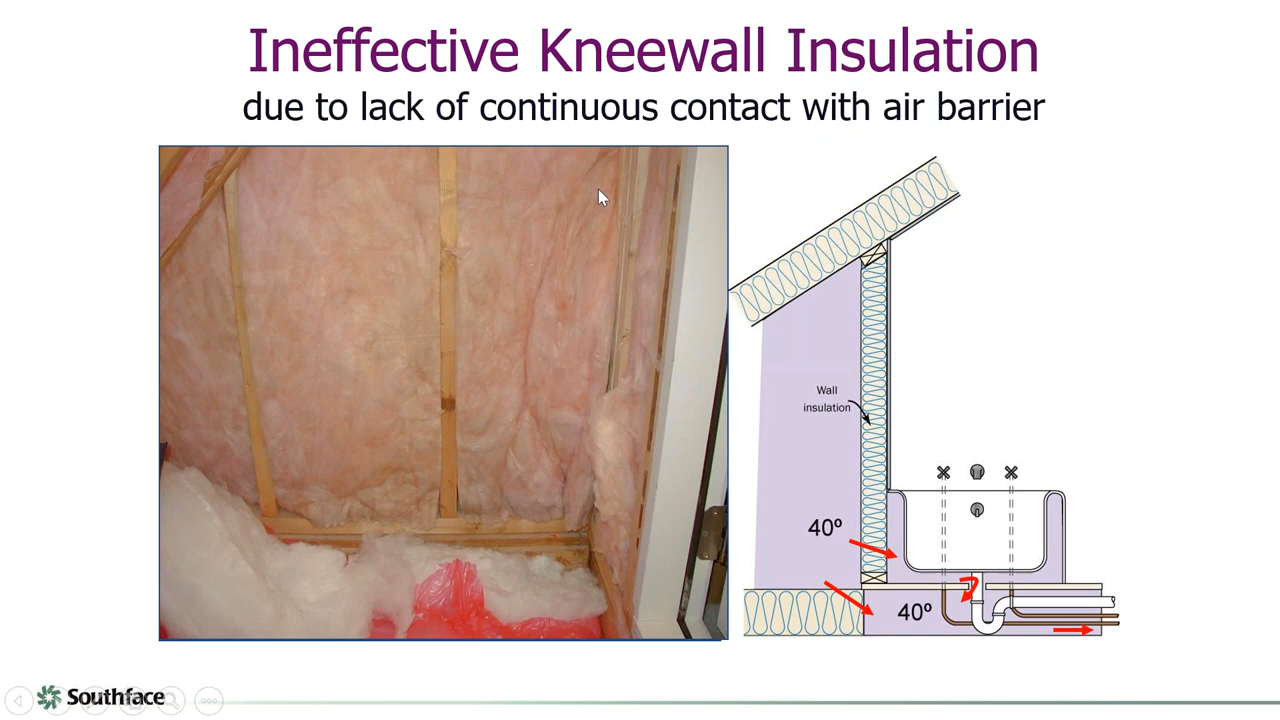 Ineffective Kneewall Insulation
due to lack of continuous contact with air barrier
Wall
insulation
40º
40º
Southface